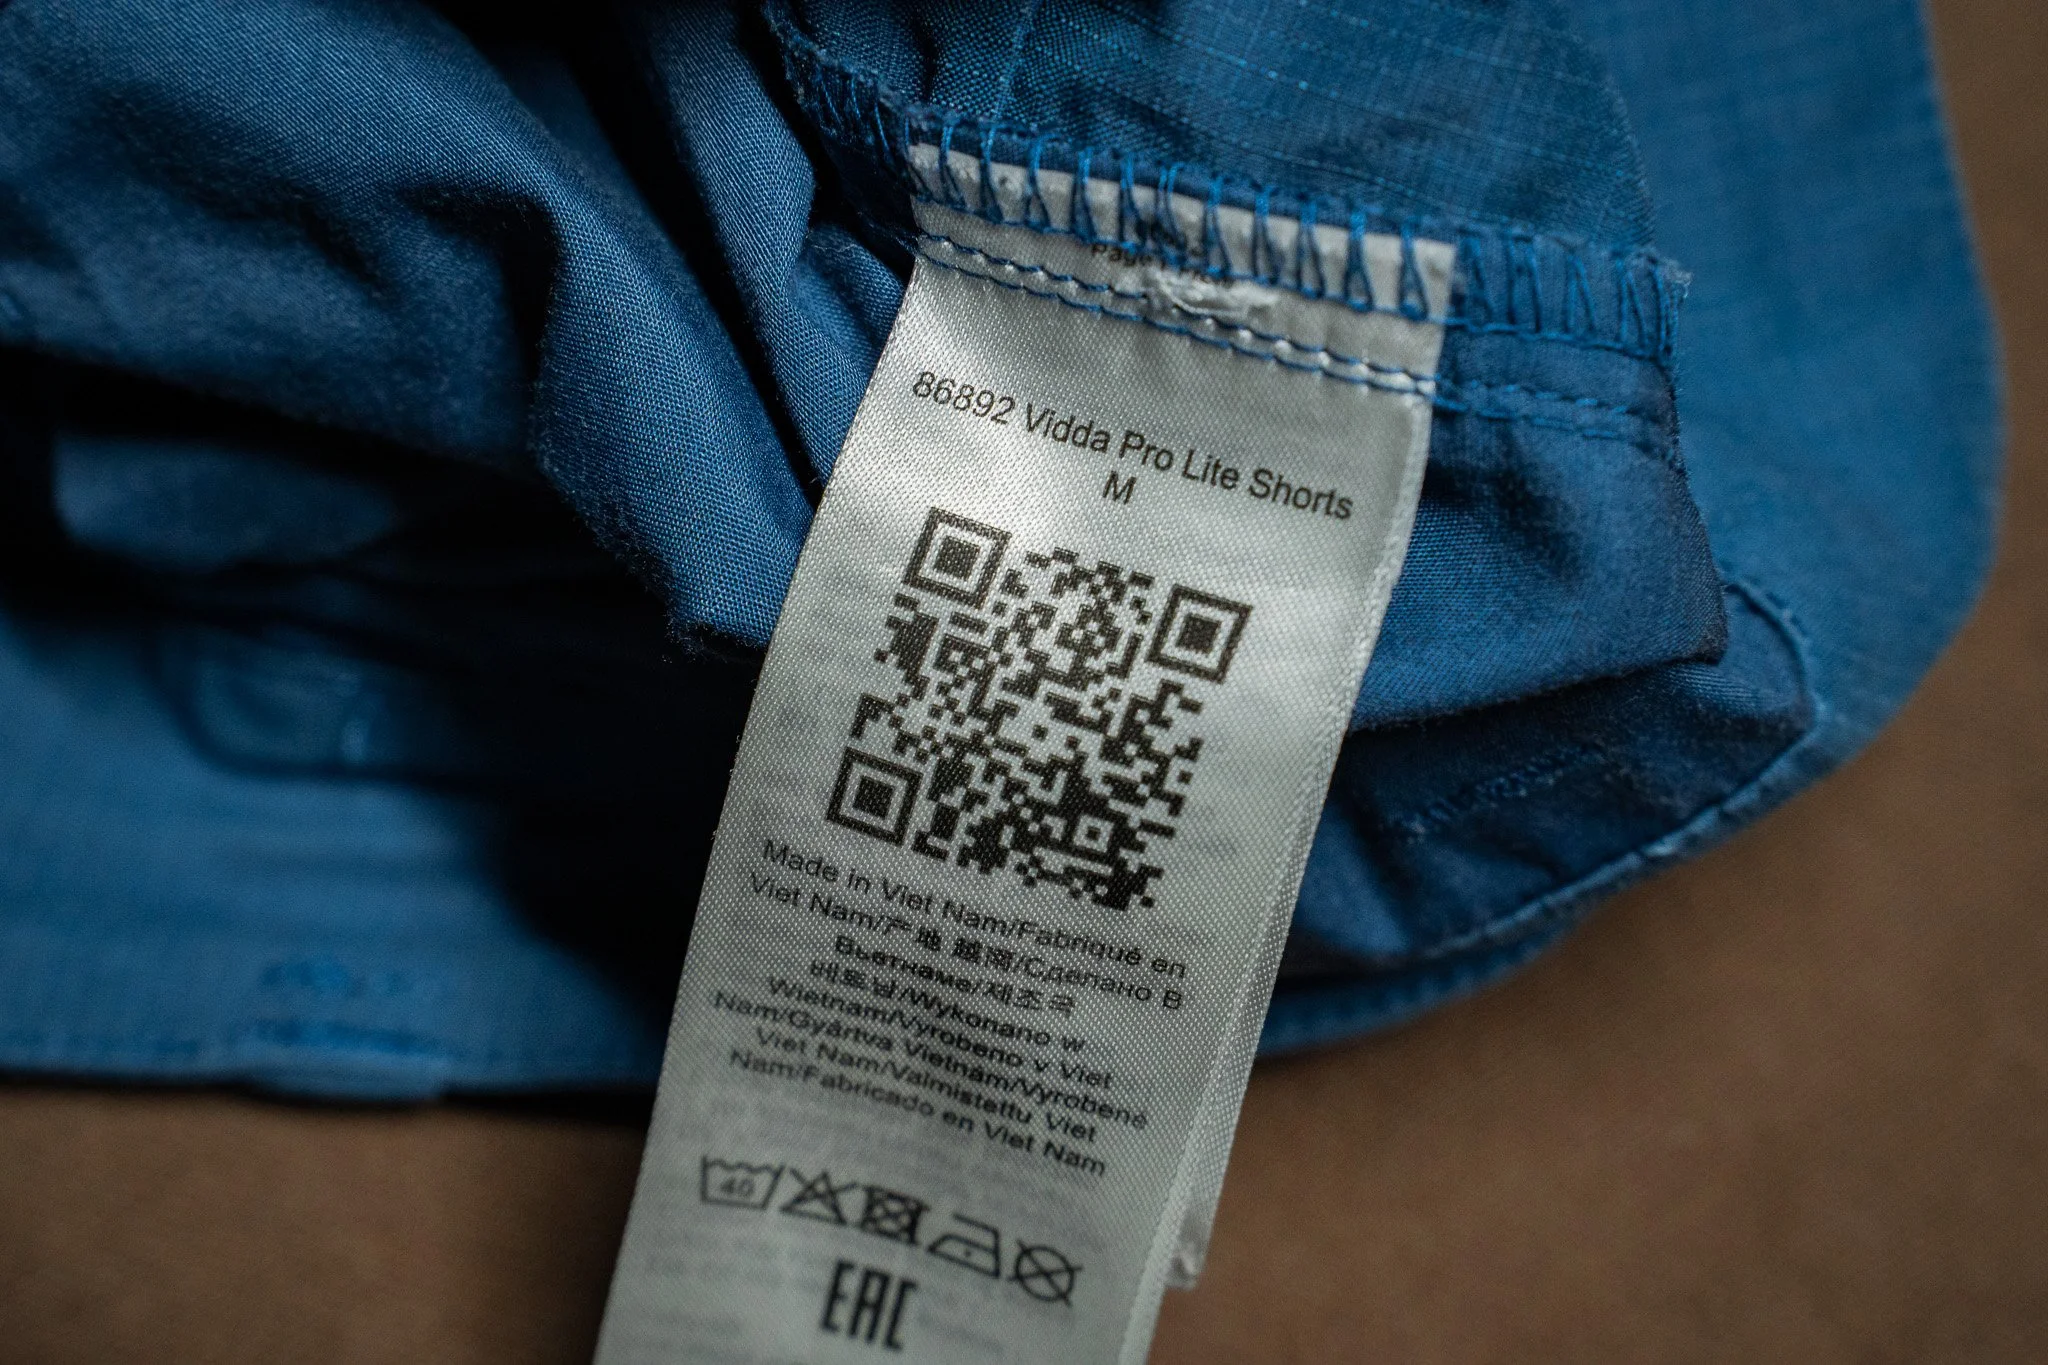 86892 Vidda Pro Lite Shorts
M
Made in Viet Nam/Fabriqué en
Viet Nam/产地 越南/Сделано В
Вьетнаме/제조국
베트남/Wykonano w
Wietnam/Vyrobeno v Viet
Nam/Gyártva Vietnám/Vyrobené
Viet Nam/Valmistettu Viet
Nam/Fabricado en Viet Nam
40
EAC